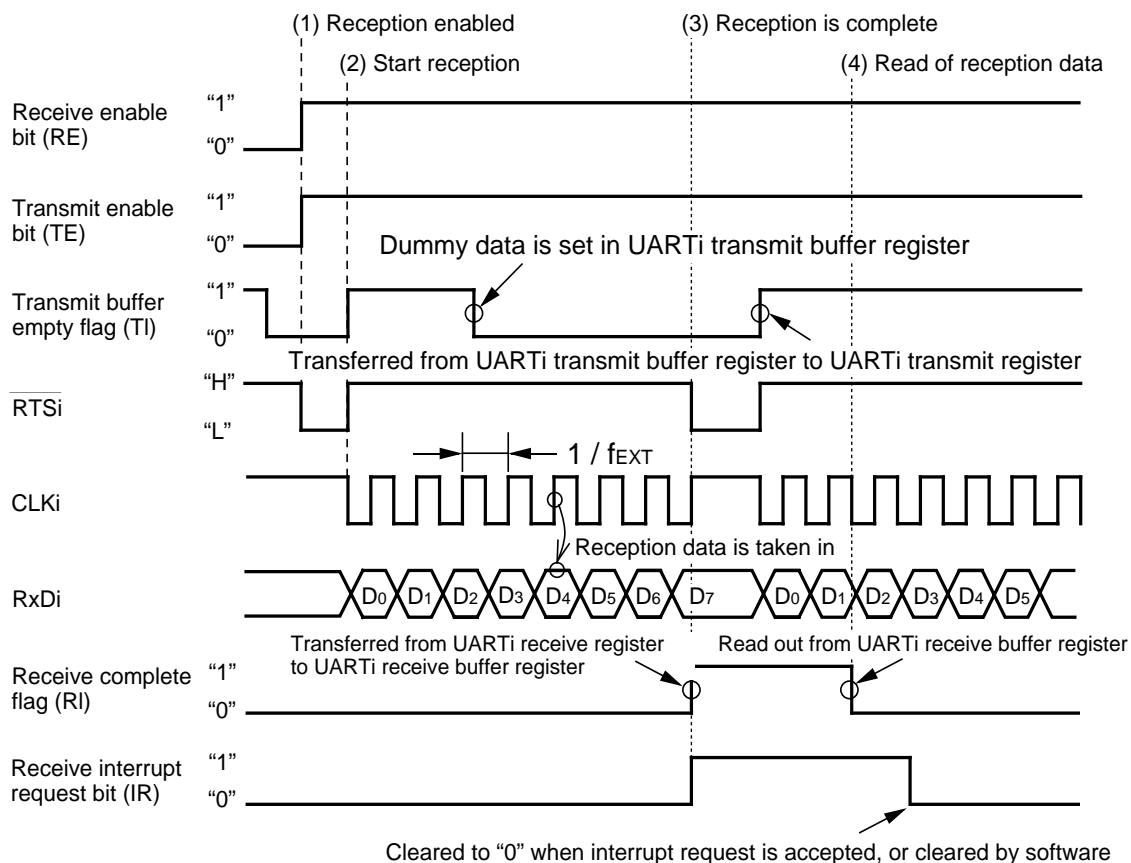 (1) Reception enabled
(3) Reception is complete
(2) Start reception
(4) Read of reception data
Receive enable
bit (RE)
“1”
“0”
Transmit enable
bit (TE)
“1”
“0”
Dummy data is set in UARTi transmit buffer register
Transmit buffer
empty flag (Tl)
“1”
“0”
Transferred from UARTi transmit buffer register to UARTi transmit register
RTSi
“H”
“L”
1 / fEXT
CLKi
Reception data is taken in
RxDi
D0 D1 D2 D3 D4 D5 D6 D7 D0 D1 D2 D3 D4 D5
Transferred from UARTi receive register
to UARTi receive buffer register
Read out from UARTi receive buffer register
Receive complete
flag (Rl)
“1”
“0”
Receive interrupt
request bit (IR)
“1”
“0”
Cleared to “0” when interrupt request is accepted, or cleared by software